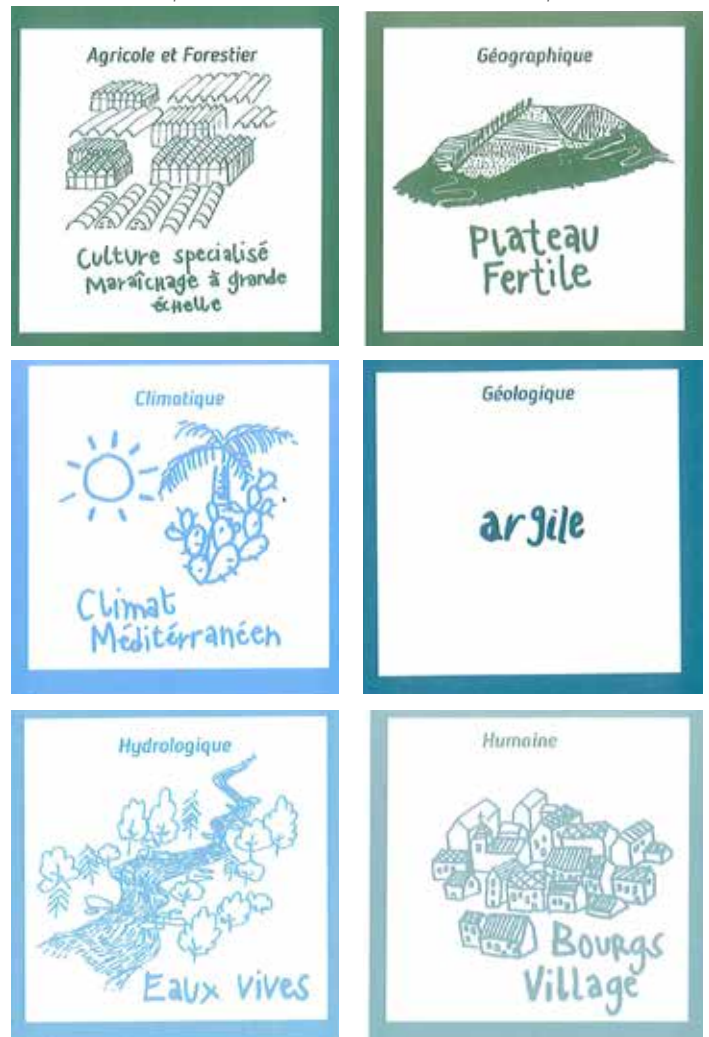 Agricole et Forestier
Culture specialisé
Maraîchage à grande
échelle
Géographique
Plateau
Fertile
Climatique
Climat
Méditérranéen
Géologique
argile
Hydrologique
Eaux vives
Humaine
Bourgs
Village